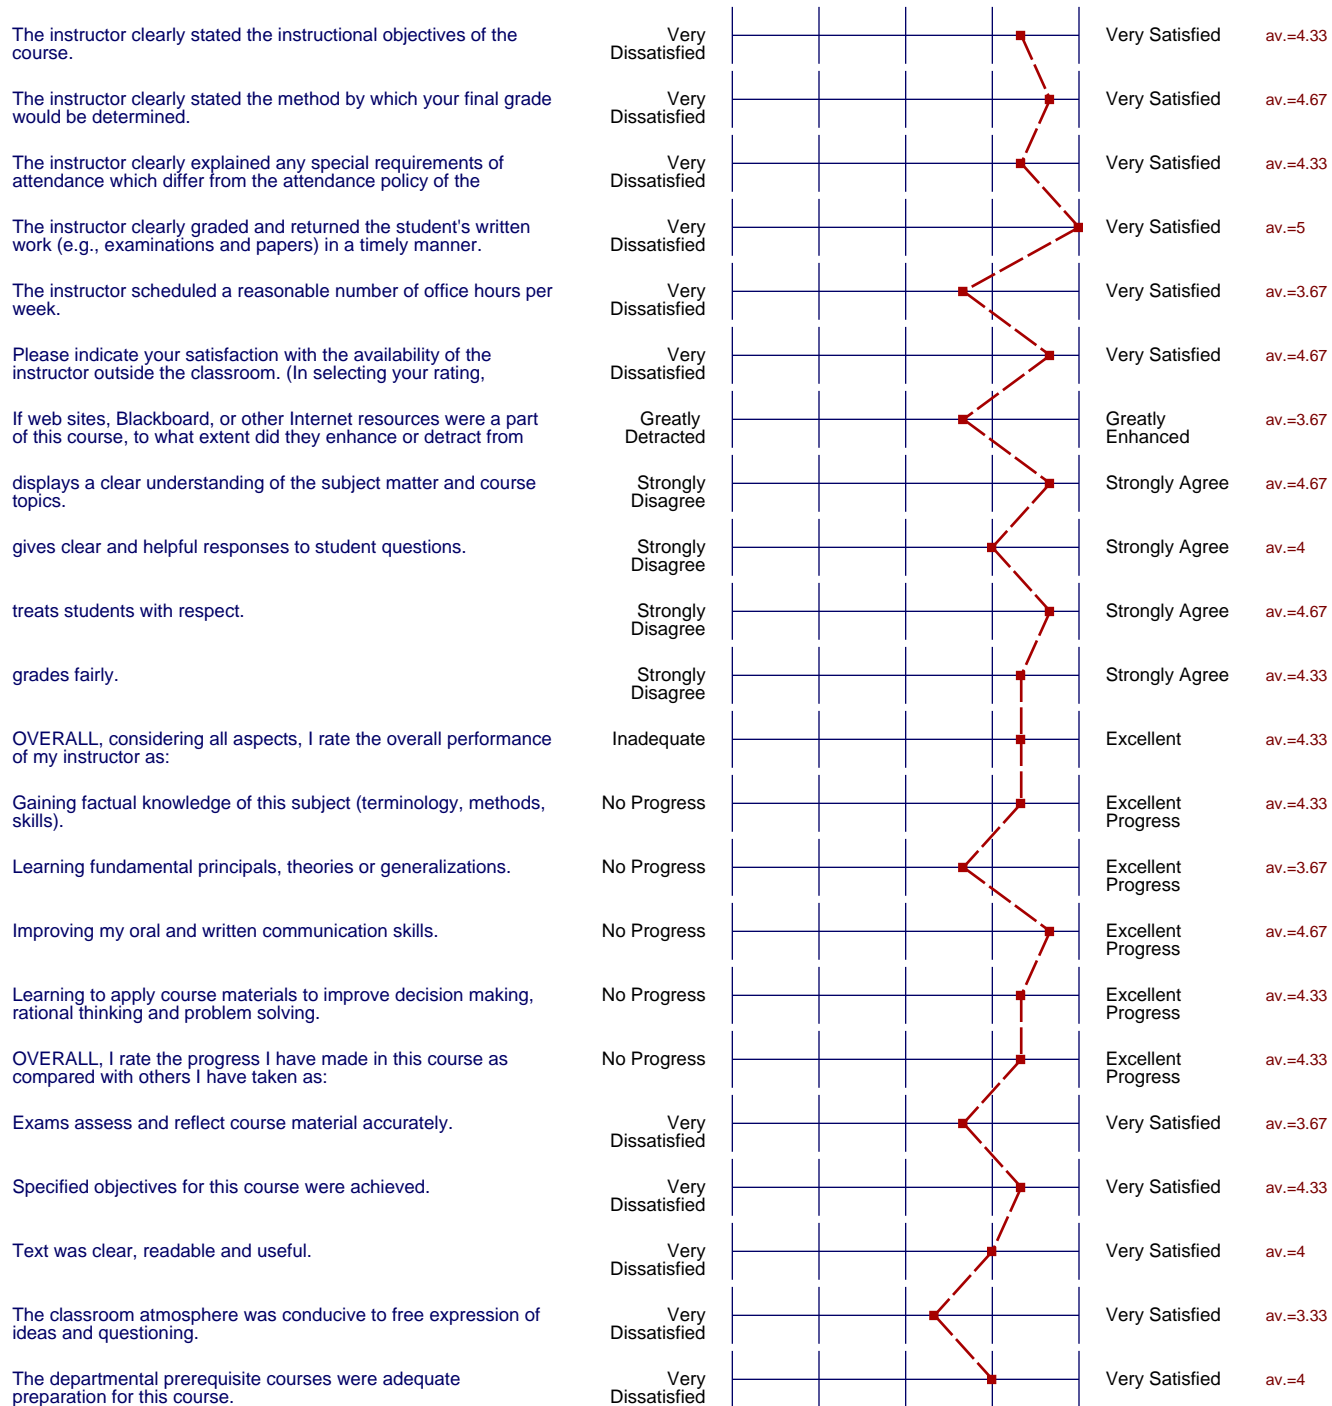 The instructor clearly stated the instructional objectives of the
course.
Very
Dissatisfied
Very Satisfied
av.=4.33
The instructor clearly stated the method by which your final grade
would be determined.
Very
Dissatisfied
Very Satisfied
av.=4.67
The instructor clearly explained any special requirements of
attendance which differ from the attendance policy of the
Very
Dissatisfied
Very Satisfied
av.=4.33
The instructor clearly graded and returned the student's written
work (e.g., examinations and papers) in a timely manner.
Very
Dissatisfied
Very Satisfied
av.=5
The instructor scheduled a reasonable number of office hours per
week.
Very
Dissatisfied
Very Satisfied
av.=3.67
Please indicate your satisfaction with the availability of the
instructor outside the classroom. (In selecting your rating,
Very
Dissatisfied
Very Satisfied
av.=4.67
If web sites, Blackboard, or other Internet resources were a part
of this course, to what extent did they enhance or detract from
Greatly
Detracted
Greatly
Enhanced
av.=3.67
displays a clear understanding of the subject matter and course
topics.
Strongly
Disagree
Strongly Agree
av.=4.67
gives clear and helpful responses to student questions.
Strongly
Disagree
Strongly Agree
av.=4
treats students with respect.
Strongly
Disagree
Strongly Agree
av.=4.67
grades fairly.
Strongly
Disagree
Strongly Agree
av.=4.33
OVERALL, considering all aspects, I rate the overall performance
of my instructor as:
Inadequate
Excellent
av.=4.33
Gaining factual knowledge of this subject (terminology, methods,
skills).
No Progress
Excellent
Progress
av.=4.33
Learning fundamental principals, theories or generalizations.
No Progress
Excellent
Progress
av.=3.67
Improving my oral and written communication skills.
No Progress
Excellent
Progress
av.=4.67
Learning to apply course materials to improve decision making,
rational thinking and problem solving.
No Progress
Excellent
Progress
av.=4.33
OVERALL, I rate the progress I have made in this course as
compared with others I have taken as:
No Progress
Excellent
Progress
av.=4.33
Exams assess and reflect course material accurately.
Very
Dissatisfied
Very Satisfied
av.=3.67
Specified objectives for this course were achieved.
Very
Dissatisfied
Very Satisfied
av.=4.33
Text was clear, readable and useful.
Very
Dissatisfied
Very Satisfied
av.=4
The classroom atmosphere was conducive to free expression of
ideas and questioning.
Very
Dissatisfied
Very Satisfied
av.=3.33
The departmental prerequisite courses were adequate
preparation for this course.
Very
Dissatisfied
Very Satisfied
av.=4